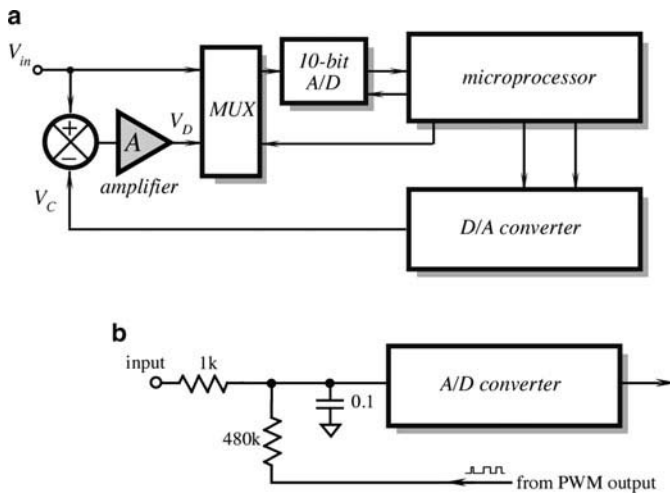 a
V_in
10-bit
A/D
microprocessor
MUX
+
−
A
V_D
amplifier
V_C
D/A converter
b
input
1k
A/D converter
0.1
480k
from PWM output